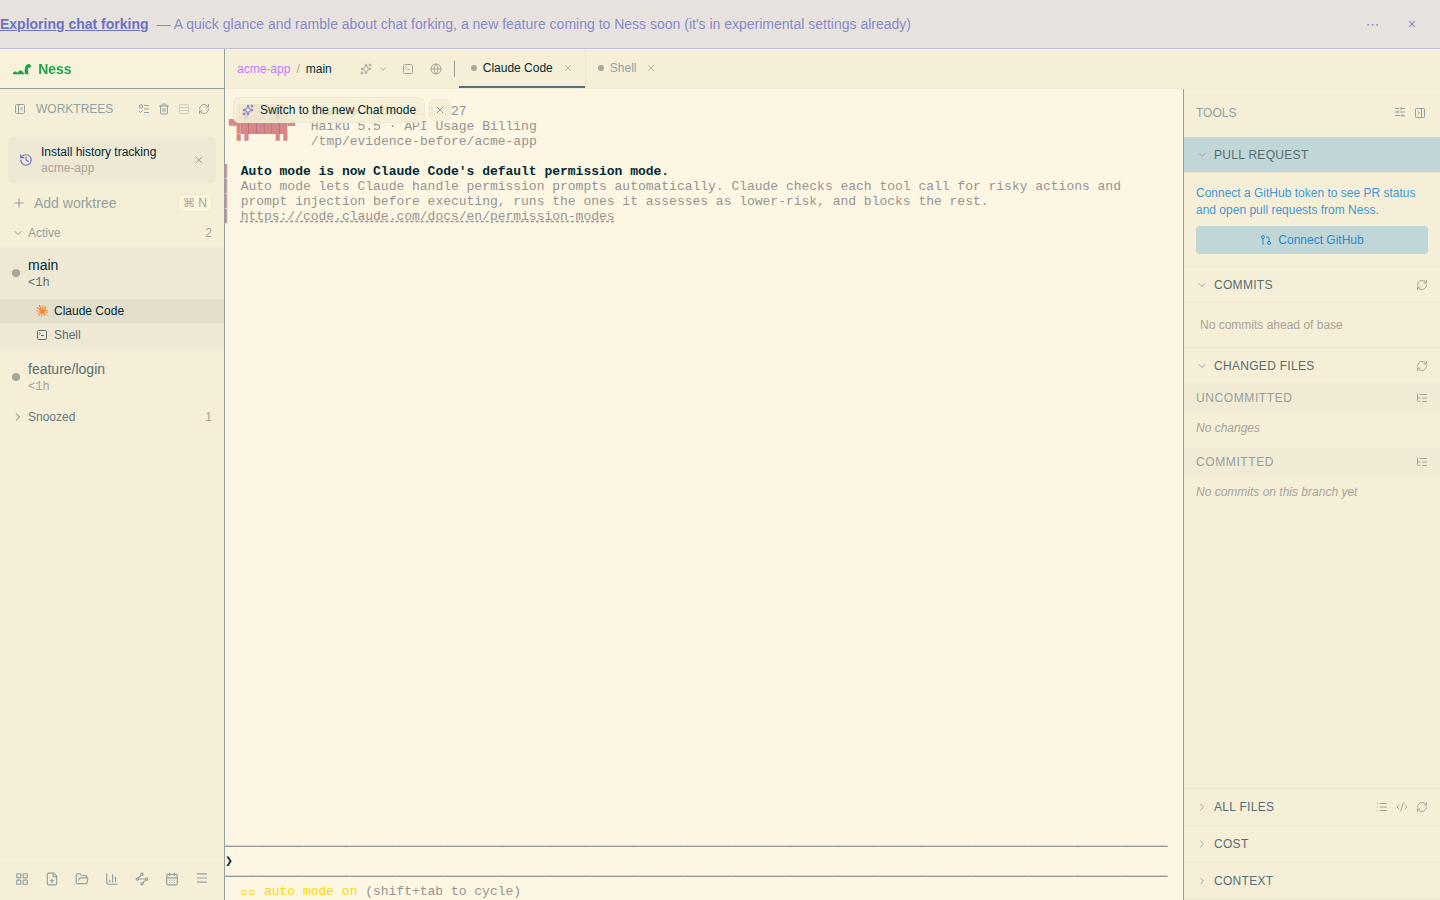 Exploring chat forking — A quick glance and ramble about chat forking, a new feature coming to Ness soon (it's in experimental settings already)
Ness
acme-app / main
Claude Code
Shell
WORKTREES
Install history tracking
acme-app
Add worktree ⌘ N
Active 2
main
<1h
Claude Code
Shell
feature/login
<1h
Snoozed 1
Switch to the new Chat mode
27
Haiku 5.5 · API Usage Billing
/tmp/evidence-before/acme-app
Auto mode is now Claude Code's default permission mode.
Auto mode lets Claude handle permission prompts automatically. Claude checks each tool call for risky actions and
prompt injection before executing, runs the ones it assesses as lower-risk, and blocks the rest.
https://code.claude.com/docs/en/permission-modes
❯
auto mode on (shift+tab to cycle)
TOOLS
PULL REQUEST
Connect a GitHub token to see PR status
and open pull requests from Ness.
Connect GitHub
COMMITS
No commits ahead of base
CHANGED FILES
UNCOMMITTED
No changes
COMMITTED
No commits on this branch yet
ALL FILES
COST
CONTEXT